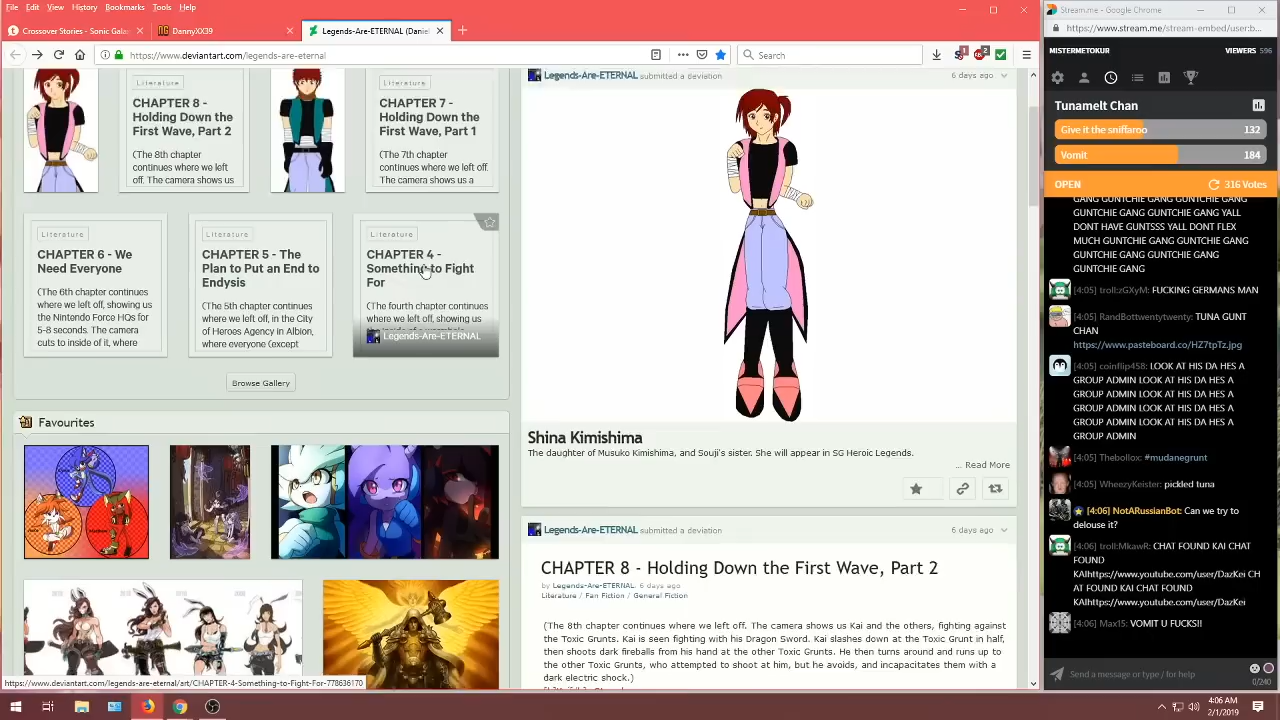 File Edit View History Bookmarks Tools Help
Crossover Stories - Sonic Galax
DannyXX39
Legends-Are-ETERNAL (Daniel
https://www.deviantart.com/legends-are-eternal
Search
Literature
CHAPTER 8 -
Holding Down the
First Wave, Part 2
(The 8th chapter
continues where we left
off. The camera shows us
Literature
CHAPTER 7 -
Holding Down the
First Wave, Part 1
(The 7th chapter
continues where we left off.
The camera shows us a
Literature
CHAPTER 6 - We
Need Everyone
(The 6th chapter continues
where we left off, showing us
the Nintendo Force HQs for
5-8 seconds. The camera
cuts to inside of it, where
Literature
CHAPTER 5 - The
Plan to Put an End to
Endysis
(The 5th chapter continues
where we left off, in the City
of Heroes Agency in Albion,
where everyone (except
Literature
CHAPTER 4 -
Something to Fight
For
(The fourth chapter continues
where we left off, showing us
Legends-Are-ETERNAL
Browse Gallery
Favourites
https://www.deviantart.com/legends-are-eternal/art/CHAPTER-4-Something-to-Fight-For-778636170
Legends-Are-ETERNAL submitted a deviation
6 days ago
Shina Kimishima
The daughter of Musuko Kimishima, and Souji's sister. She will appear in SG Heroic Legends.
... Read More
Legends-Are-ETERNAL submitted a deviation
6 days ago
CHAPTER 8 - Holding Down the First Wave, Part 2
by Legends-Are-ETERNAL, 6 days ago
Literature / Fan Fiction / General Fiction
(The 8th chapter continues where we left off. The camera shows us Kai and the others, fighting against
the Toxic Grunts. Kai is seen fighting with his Dragon Sword. Kai slashes down at the Toxic Grunt in half,
then shoots dark fireballs from his hand at the other Toxic Grunts. He then turns around and runs up to
the other Toxic Grunts, who attempted to shoot at him, but he avoids, and incapacitates them with a
dark electric shock.)
Stream.me - Google Chrome
https://www.stream.me/stream-embed/user:b...
MISTERMETOKUR
VIEWERS 596
Tunamelt Chan
Give it the sniffaroo 132
Vomit 184
OPEN
316 Votes
GANG GUNTCHIE GANG GUNTCHIE GANG
GUNTCHIE GANG GUNTCHIE GANG YALL
DONT HAVE GUNTSSS YALL DONT FLEX
MUCH GUNTCHIE GANG GUNTCHIE GANG
GUNTCHIE GANG GUNTCHIE GANG
GUNTCHIE GANG
[4:05] troll:zGXyM: FUCKING GERMANS MAN
[4:05] RandBottwentytwenty: TUNA GUNT
CHAN
https://www.pasteboard.co/HZ7tpTz.jpg
[4:05] coinflip458: LOOK AT HIS DA HES A
GROUP ADMIN LOOK AT HIS DA HES A
GROUP ADMIN LOOK AT HIS DA HES A
GROUP ADMIN LOOK AT HIS DA HES A
GROUP ADMIN LOOK AT HIS DA HES A
GROUP ADMIN
[4:05] Thebollox: #mudanegrunt
[4:05] WheezyKeister: pickled tuna
[4:06] NotARussianBot: Can we try to
delouse it?
[4:06] troll:MkawR: CHAT FOUND KAI CHAT
FOUND
KAIhttps://www.youtube.com/user/DazKei CH
AT FOUND KAI CHAT FOUND
KAIhttps://www.youtube.com/user/DazKei
[4:06] Max15: VOMIT U FUCKS!!
Send a message or type / for help
0/240
4:06 AM
2/16/2019